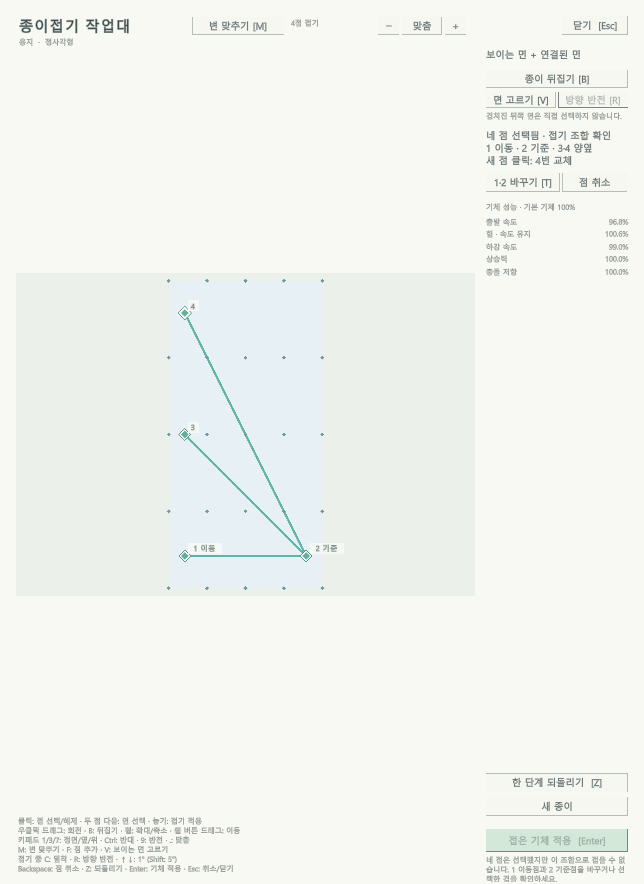 종이접기 작업대
용지 · 정사각형
변 맞추기 [M]
4점 접기
−
맞춤
+
닫기 [Esc]
보이는 면 + 연결된 면
종이 뒤집기 [B]
면 고르기 [V]
방향 반전 [R]
겹쳐진 뒤쪽 면은 직접 선택하지 않습니다.
네 점 선택됨 · 접기 조합 확인
1 이동 · 2 기준 · 3·4 양옆
새 점 클릭: 4번 교체
1·2 바꾸기 [T]
점 취소
기체 성능 · 기본 기체 100%
출발 속도 96.8%
힘 · 속도 유지 100.6%
하강 속도 99.0%
상승력 100.0%
충돌 저항 100.0%
4
3
1 이동
2 기준
한 단계 되돌리기 [Z]
새 종이
접은 기체 적용 [Enter]
네 점은 선택했지만 이 조합으로 접을 수 없
습니다. 1 이동점과 2 기준점을 바꾸거나 선
택한 점을 확인하세요.
클릭: 점 선택/해제 · 두 점 다음: 면 선택 · 놓기: 접기 적용
우클릭 드래그: 회전 · B: 뒤집기 · 휠: 확대/축소 · 휠 버튼 드래그: 이동
키패드 1/3/7: 정면/옆/위 · Ctrl: 반대 · 9: 반전 · .: 맞춤
M: 변 맞추기 · F: 점 추가 · V: 보이는 면 고르기
접기 중 C: 밀착 · R: 방향 반전 · ↑ ↓: 1° (Shift: 5°)
Backspace: 점 취소 · Z: 되돌리기 · Enter: 기체 적용 · Esc: 취소/닫기